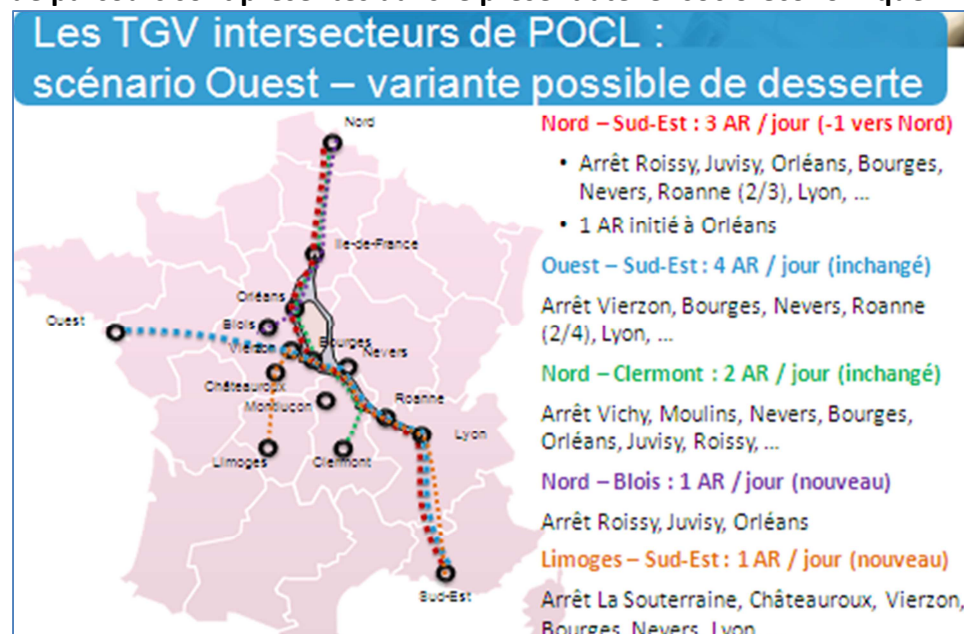 Les TGV intersecteurs de POCL :
scénario Ouest – variante possible de desserte
Nord
Ile-de-France
Orléans
Blois
Ouest
Vierzon
Bourges
Nevers
Châteauroux
Montluçon
Roanne
Lyon
Limoges
Clermont
Sud-Est
Nord – Sud-Est : 3 AR / jour (-1 vers Nord)
• Arrêt Roissy, Juvisy, Orléans, Bourges,
Nevers, Roanne (2/3), Lyon, ...
• 1 AR initié à Orléans
Ouest – Sud-Est : 4 AR / jour (inchangé)
Arrêt Vierzon, Bourges, Nevers, Roanne
(2/4), Lyon, ...
Nord – Clermont : 2 AR / jour (inchangé)
Arrêt Vichy, Moulins, Nevers, Bourges,
Orléans, Juvisy, Roissy, ...
Nord – Blois : 1 AR / jour (nouveau)
Arrêt Roissy, Juvisy, Orléans
Limoges – Sud-Est : 1 AR / jour (nouveau)
Arrêt La Souterraine, Châteauroux, Vierzon,
Bourges, Nevers, Lyon